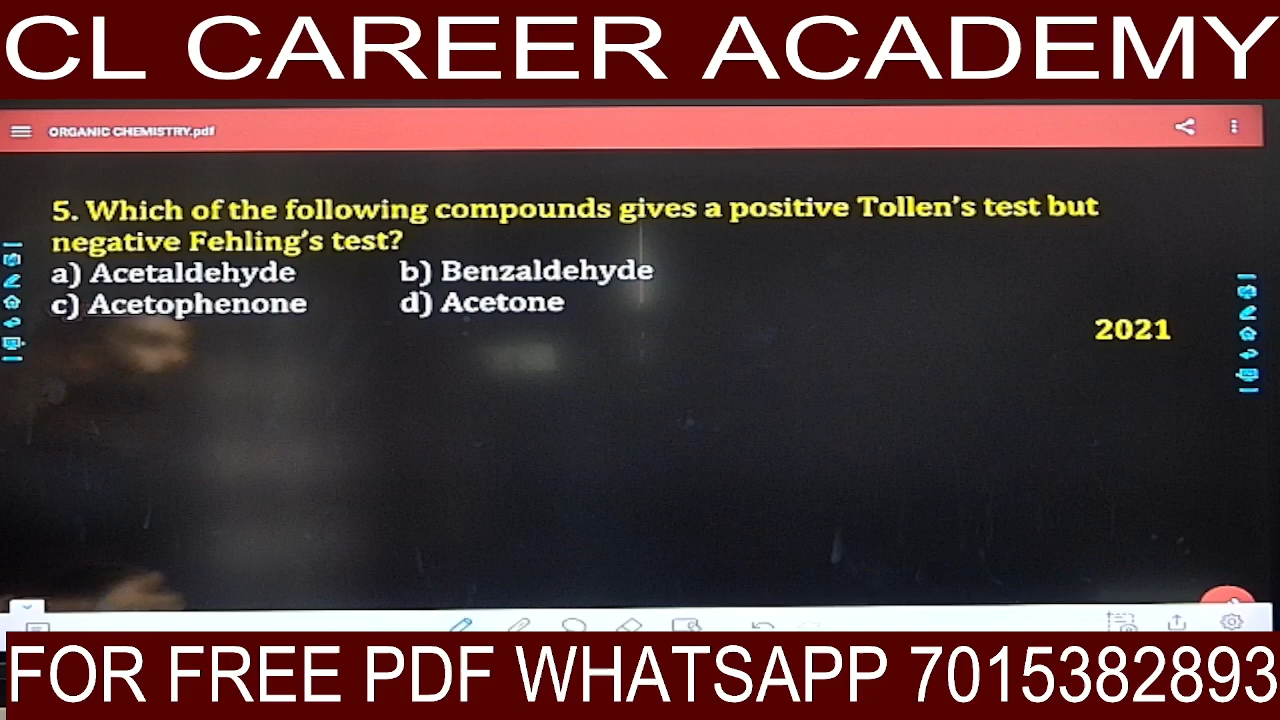 CL CAREER ACADEMY
ORGANIC CHEMISTRY.pdf
5. Which of the following compounds gives a positive Tollen's test but
negative Fehling's test?
a) Acetaldehyde b) Benzaldehyde
c) Acetophenone d) Acetone
2021
FOR FREE PDF WHATSAPP 7015382893